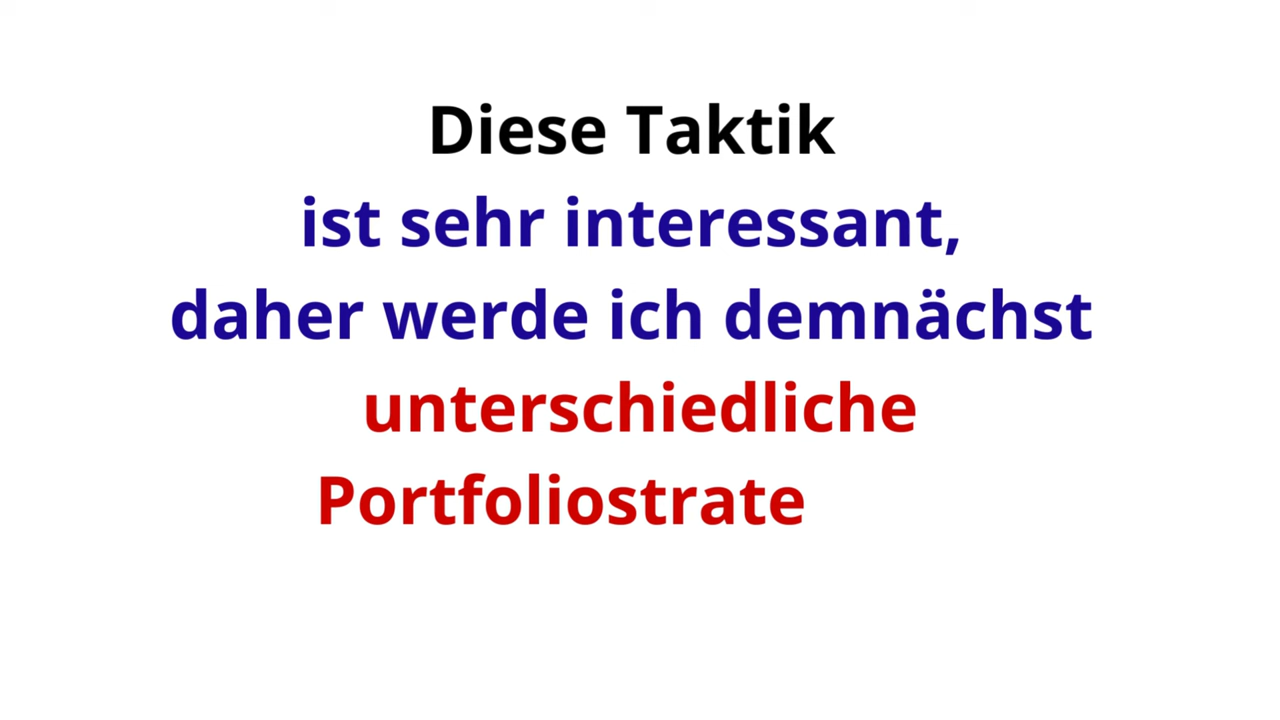 Diese Taktik
ist sehr interessant,
daher werde ich demnächst
unterschiedliche
Portfoliostrate